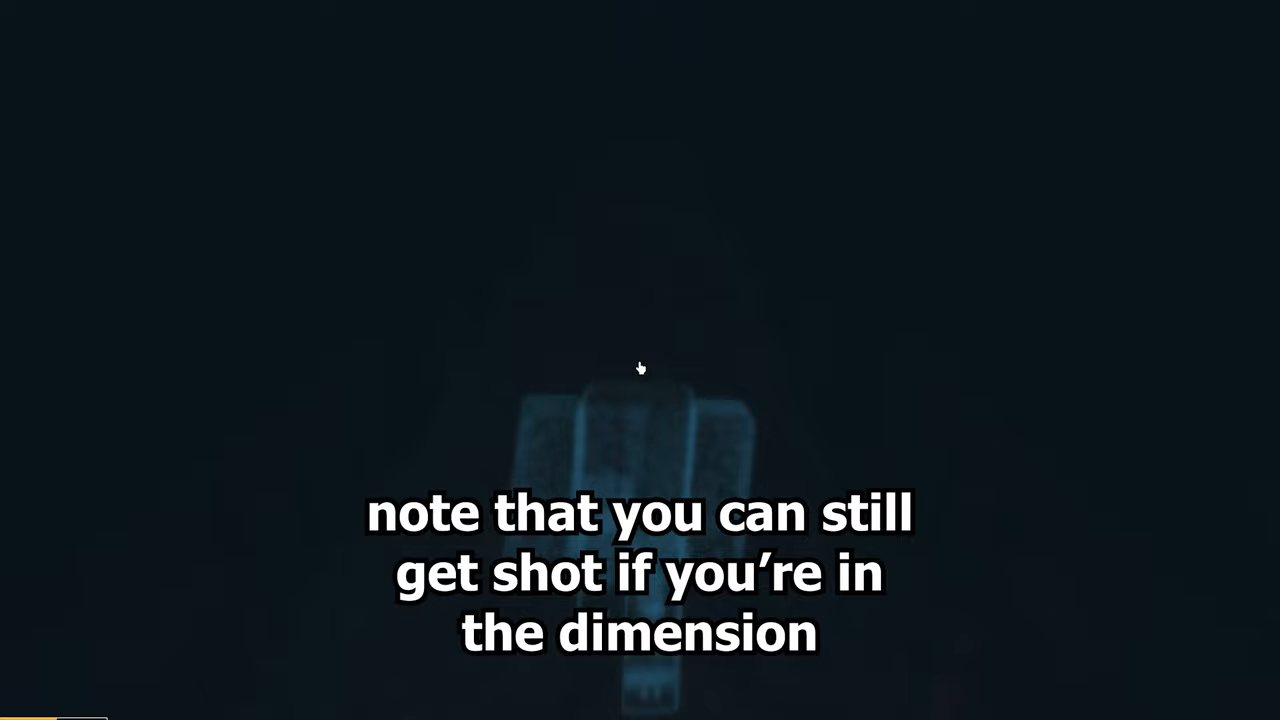 note that you can still
get shot if you’re in
the dimension